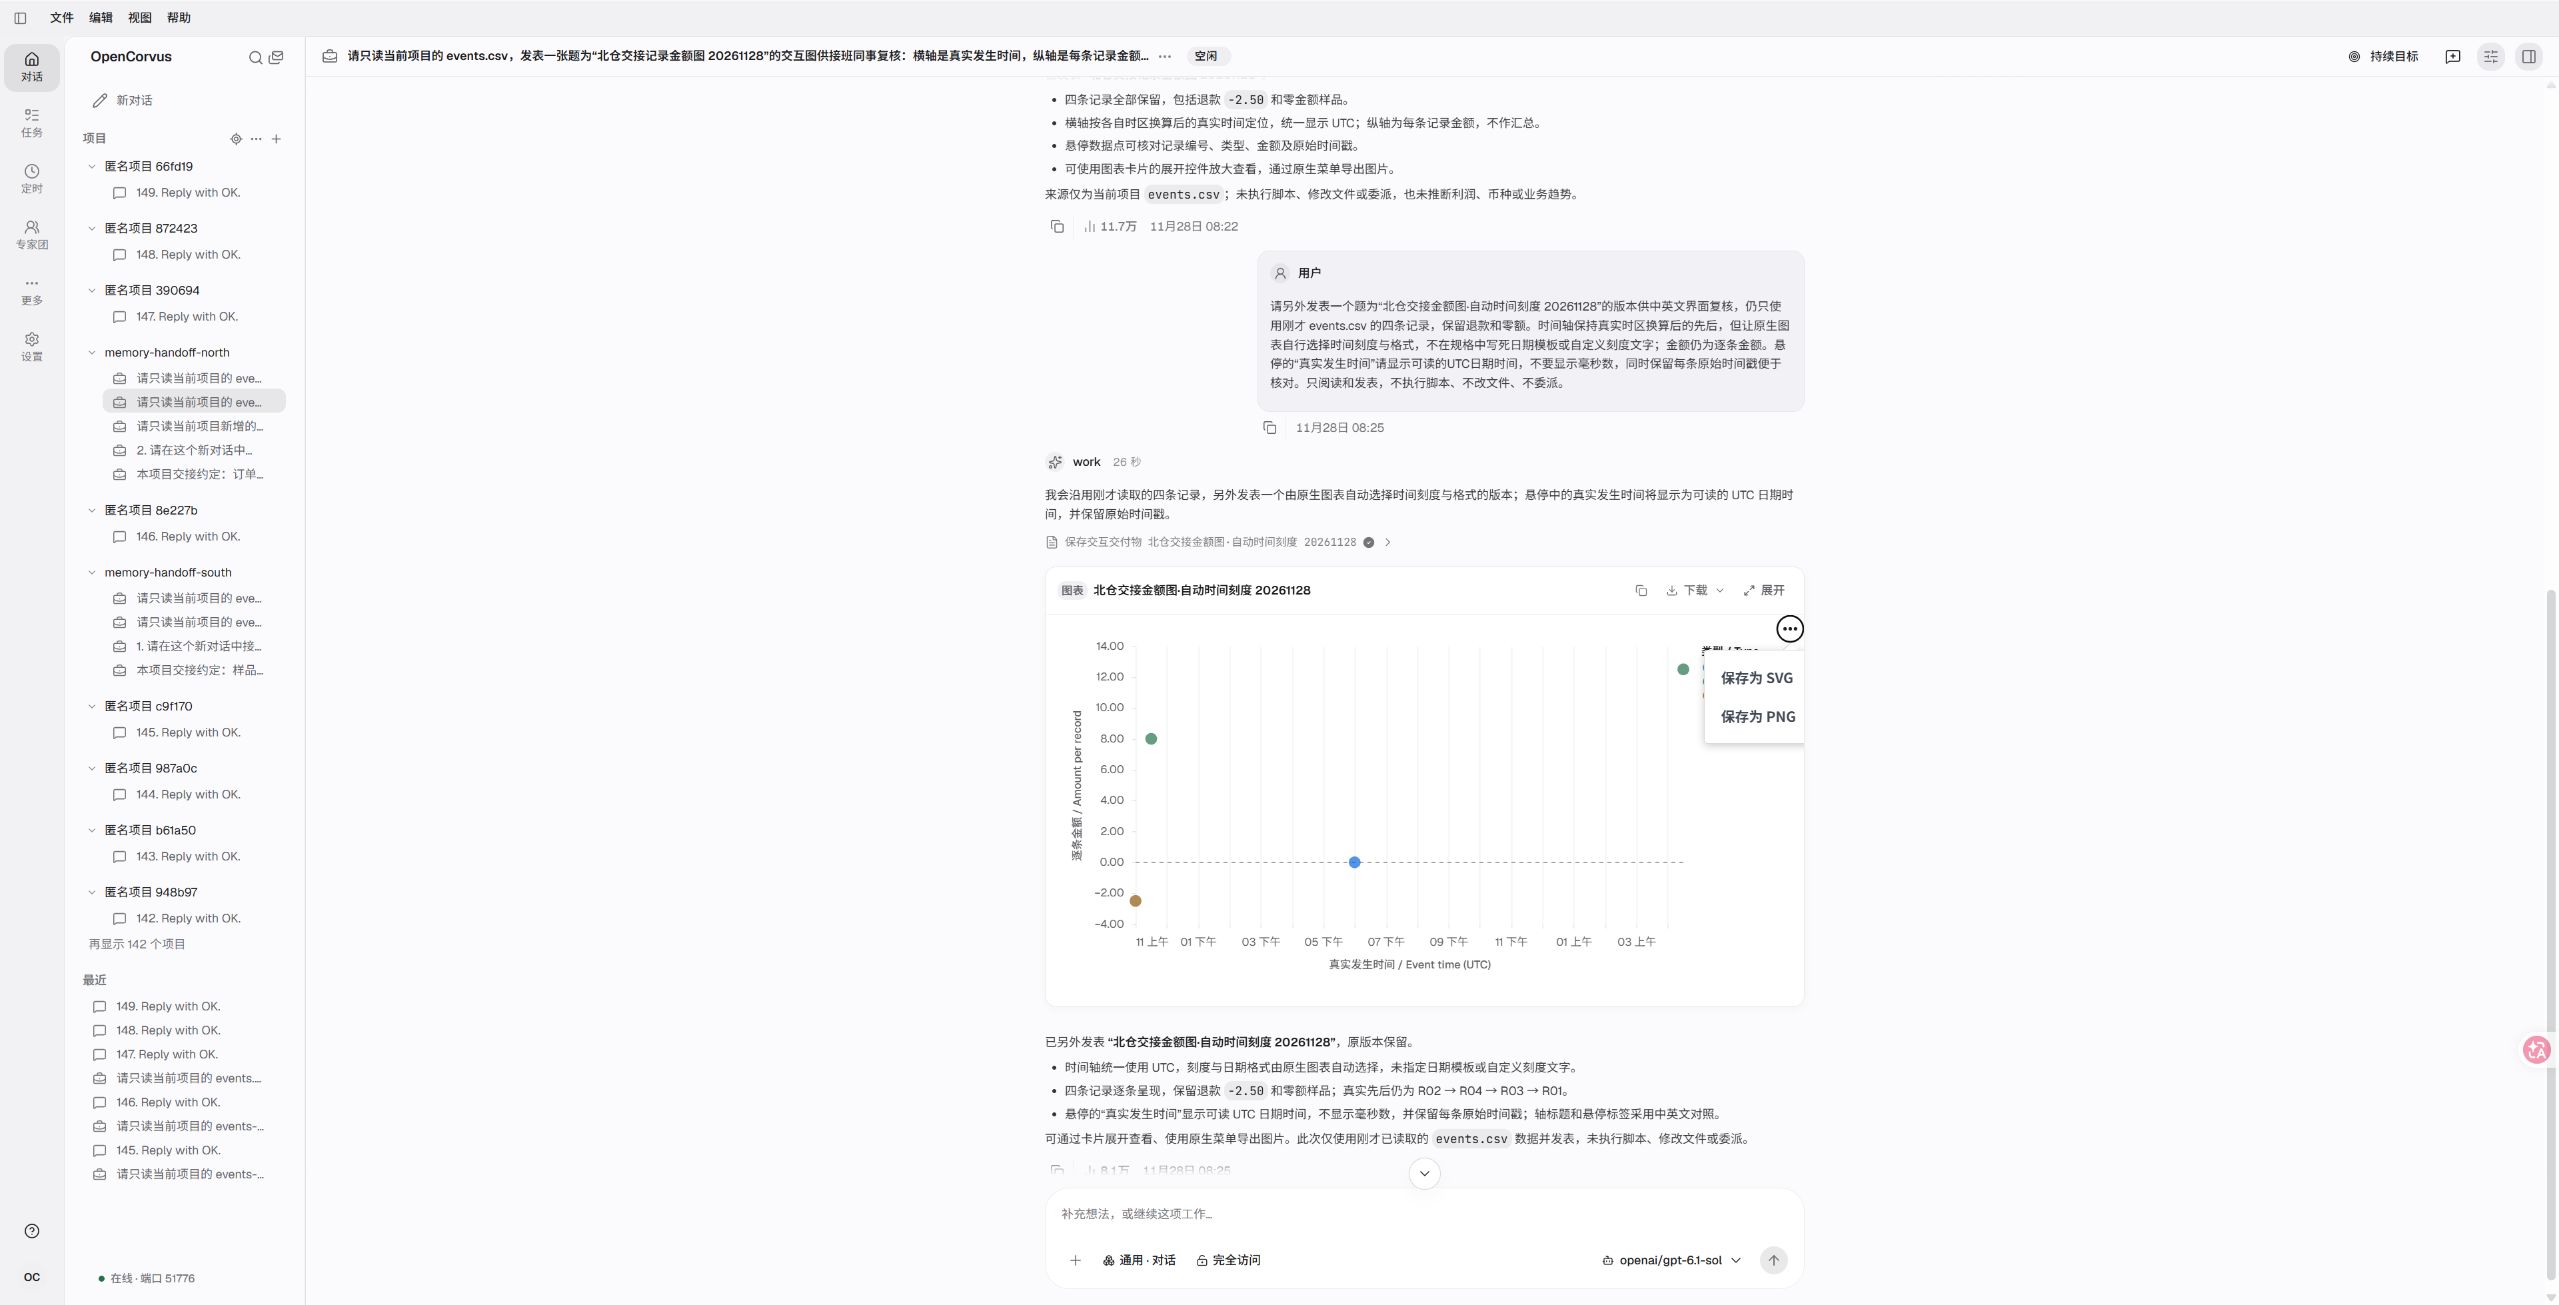 文件 编辑 视图 帮助
对话
任务
定时
专家团
更多
设置
OC
OpenCorvus
新对话
项目
匿名项目 66fd19
149. Reply with OK.
匿名项目 872423
148. Reply with OK.
匿名项目 390694
147. Reply with OK.
memory-handoff-north
请只读当前项目的 eve...
请只读当前项目的 eve...
请只读当前项目新增的...
2. 请在这个新对话中...
本项目交接约定：订单...
匿名项目 8e227b
146. Reply with OK.
memory-handoff-south
请只读当前项目的 eve...
请只读当前项目的 eve...
1. 请在这个新对话中接...
本项目交接约定：样品...
匿名项目 c9f170
145. Reply with OK.
匿名项目 987a0c
144. Reply with OK.
匿名项目 b61a50
143. Reply with OK.
匿名项目 948b97
142. Reply with OK.
再显示 142 个项目
最近
149. Reply with OK.
148. Reply with OK.
147. Reply with OK.
请只读当前项目的 events....
146. Reply with OK.
请只读当前项目的 events-...
145. Reply with OK.
请只读当前项目的 events-...
在线 · 端口 51776
请只读当前项目的 events.csv，发表一张题为“北仓交接记录金额图 20261128”的交互图供接班同事复核：横轴是真实发生时间，纵轴是每条记录金额... 空闲 持续目标
四条记录全部保留，包括退款 -2.50 和零金额样品。
横轴按各自时区换算后的真实时间定位，统一显示 UTC；纵轴为每条记录金额，不作汇总。
悬停数据点可核对记录编号、类型、金额及原始时间戳。
可使用图表卡片的展开控件放大查看，通过原生菜单导出图片。
来源仅为当前项目 events.csv；未执行脚本、修改文件或委派，也未推断利润、币种或业务趋势。
11.7万 11月28日 08:22
用户
请另外发表一个题为“北仓交接金额图·自动时间刻度 20261128”的版本供中英文界面复核，仍只使
用刚才 events.csv 的四条记录，保留退款和零额。时间轴保持真实时区换算后的先后，但让原生图
表自行选择时间刻度与格式，不在规格中写死日期模板或自定义刻度文字；金额仍为逐条金额。悬
停的“真实发生时间”请显示可读的UTC日期时间，不要显示毫秒数，同时保留每条原始时间戳便于
核对。只阅读和发表，不执行脚本、不改文件、不委派。
11月28日 08:25
work 26 秒
我会沿用刚才读取的四条记录，另外发表一个由原生图表自动选择时间刻度与格式的版本；悬停中的真实发生时间将显示为可读的 UTC 日期时
间，并保留原始时间戳。
保存交互交付物 北仓交接金额图·自动时间刻度 20261128
图表 北仓交接金额图·自动时间刻度 20261128 下载 展开
保存为 SVG
保存为 PNG
14.00
12.00
10.00
8.00
6.00
4.00
2.00
0.00
−2.00
−4.00
逐条金额 / Amount per record
11 上午 01 下午 03 下午 05 下午 07 下午 09 下午 11 下午 01 上午 03 上午
真实发生时间 / Event time (UTC)
已另外发表 “北仓交接金额图·自动时间刻度 20261128”，原版本保留。
时间轴统一使用 UTC，刻度与日期格式由原生图表自动选择，未指定日期模板或自定义刻度文字。
四条记录逐条呈现，保留退款 -2.50 和零额样品；真实先后仍为 R02 → R04 → R03 → R01。
悬停的“真实发生时间”显示可读 UTC 日期时间，不显示毫秒数，并保留每条原始时间戳；轴标题和悬停标签采用中英文对照。
可通过卡片展开查看、使用原生菜单导出图片。此次仅使用刚才已读取的 events.csv 数据并发表，未执行脚本、修改文件或委派。
8.1万 11月28日 08:25
补充想法，或继续这项工作...
通用 · 对话 完全访问 openai/gpt-6.1-sol